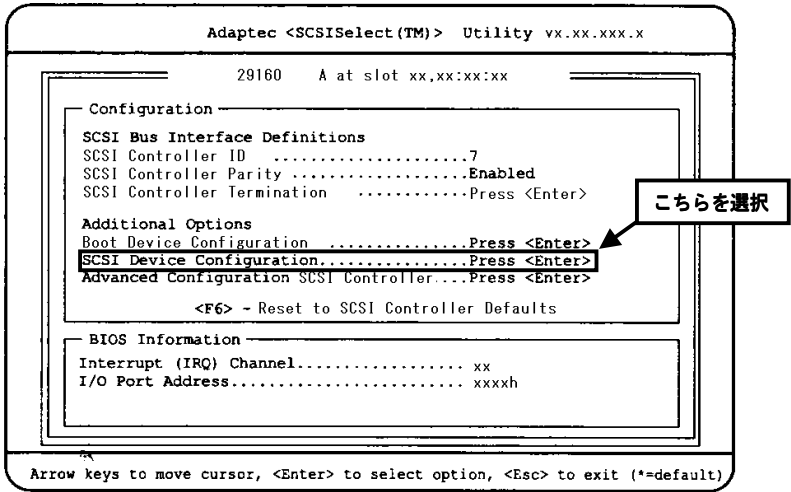 Adaptec <SCSISelect(TM)> Utility vx.xx.xxx.x
29160 A at slot xx,xx:xx:xx
Configuration
SCSI Bus Interface Definitions
SCSI Controller ID ......................7
SCSI Controller Parity ...................Enabled
SCSI Controller Termination ............Press <Enter>
こちらを選択
Additional Options
Boot Device Configuration ...............Press <Enter>
SCSI Device Configuration................Press <Enter>
Advanced Configuration SCSI Controller....Press <Enter>
<F6> - Reset to SCSI Controller Defaults
BIOS Information
Interrupt (IRQ) Channel.................. xx
I/O Port Address......................... xxxxh
Arrow keys to move cursor, <Enter> to select option, <Esc> to exit (*=default)